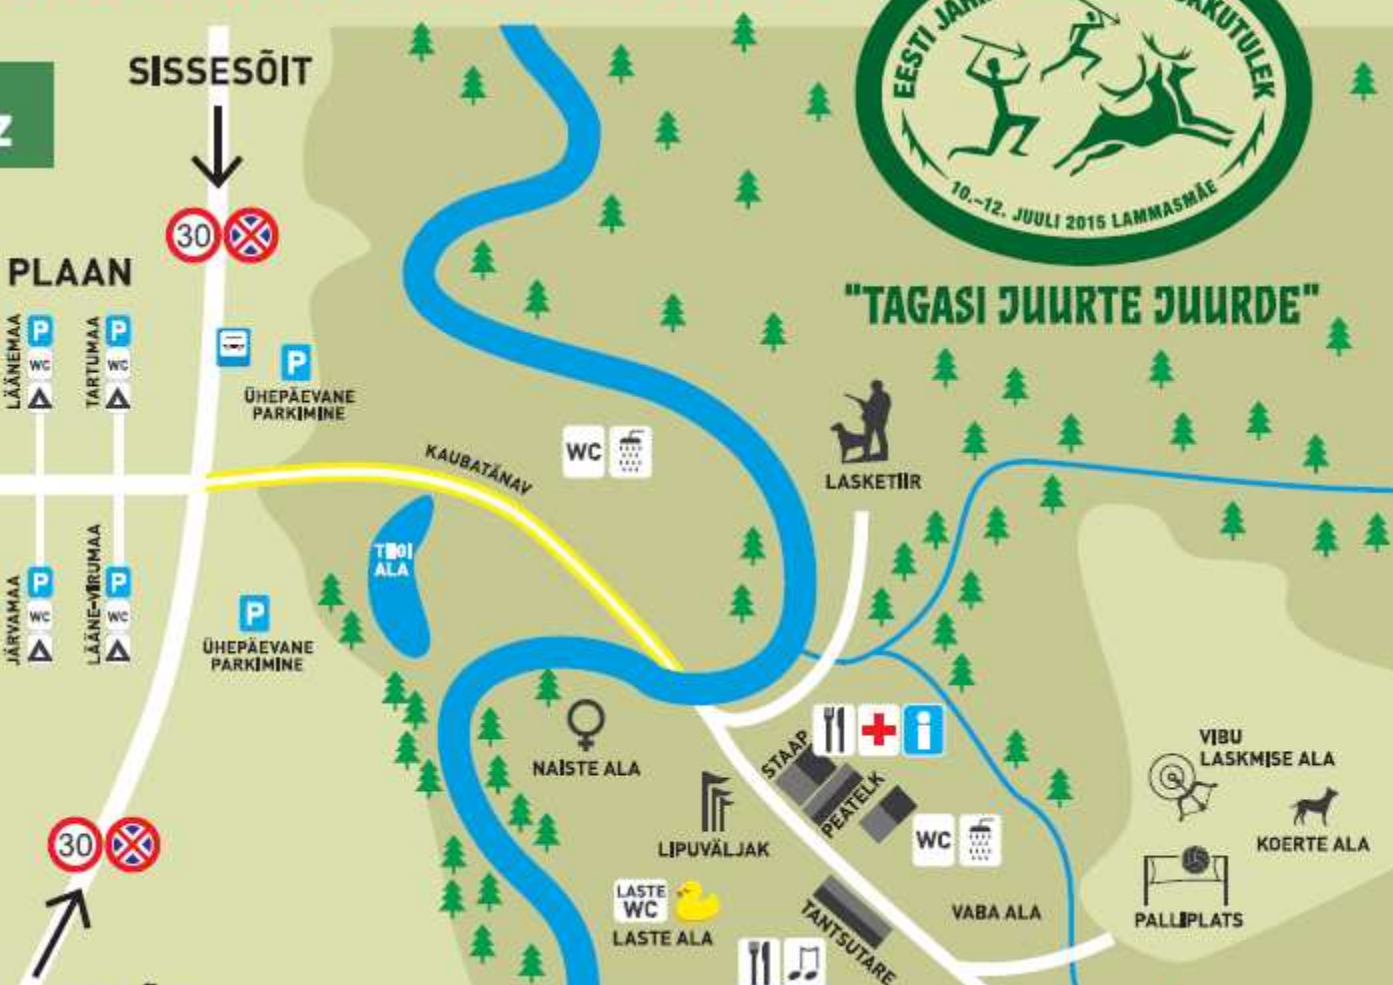 SISSESÕIT
EESTI
10.–12. JUULI 2015 LAMMASMÄE
"TAGASI JUURTE JUURDE"
30
PLAAN
LÄÄNEMAA
P
WC
TARTUMAA
P
WC
P
ÜHEPÄEVANE
PARKIMINE
KAUBATÄNAV
WC
LASKETIIR
ALA
JÄRVAMAA
P
WC
LÄÄNE-VIRUMAA
P
WC
P
ÜHEPÄEVANE
PARKIMINE
NAISTE ALA
STAAP
PEATELK
i
LIPUVÄLJAK
WC
VIBU
LASKMISE ALA
KOERTE ALA
30
LASTE
WC
LASTE ALA
TANTSUTARE
VABA ALA
PALLIPLATS